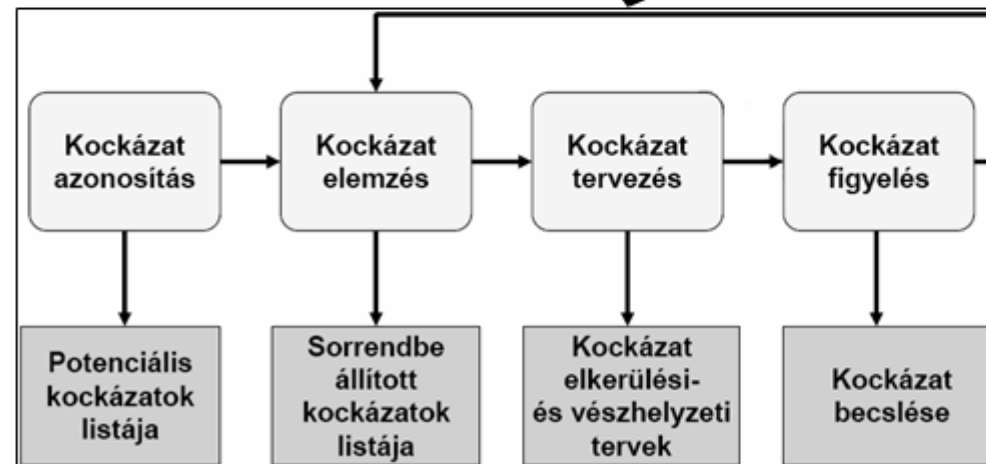 Kockázat
azonosítás
Kockázat
elemzés
Kockázat
tervezés
Kockázat
figyelés
Potenciális
kockázatok
listája
Sorrendbe
állított
kockázatok
listája
Kockázat
elkerülési-
és vészhelyzeti
tervek
Kockázat
becslése